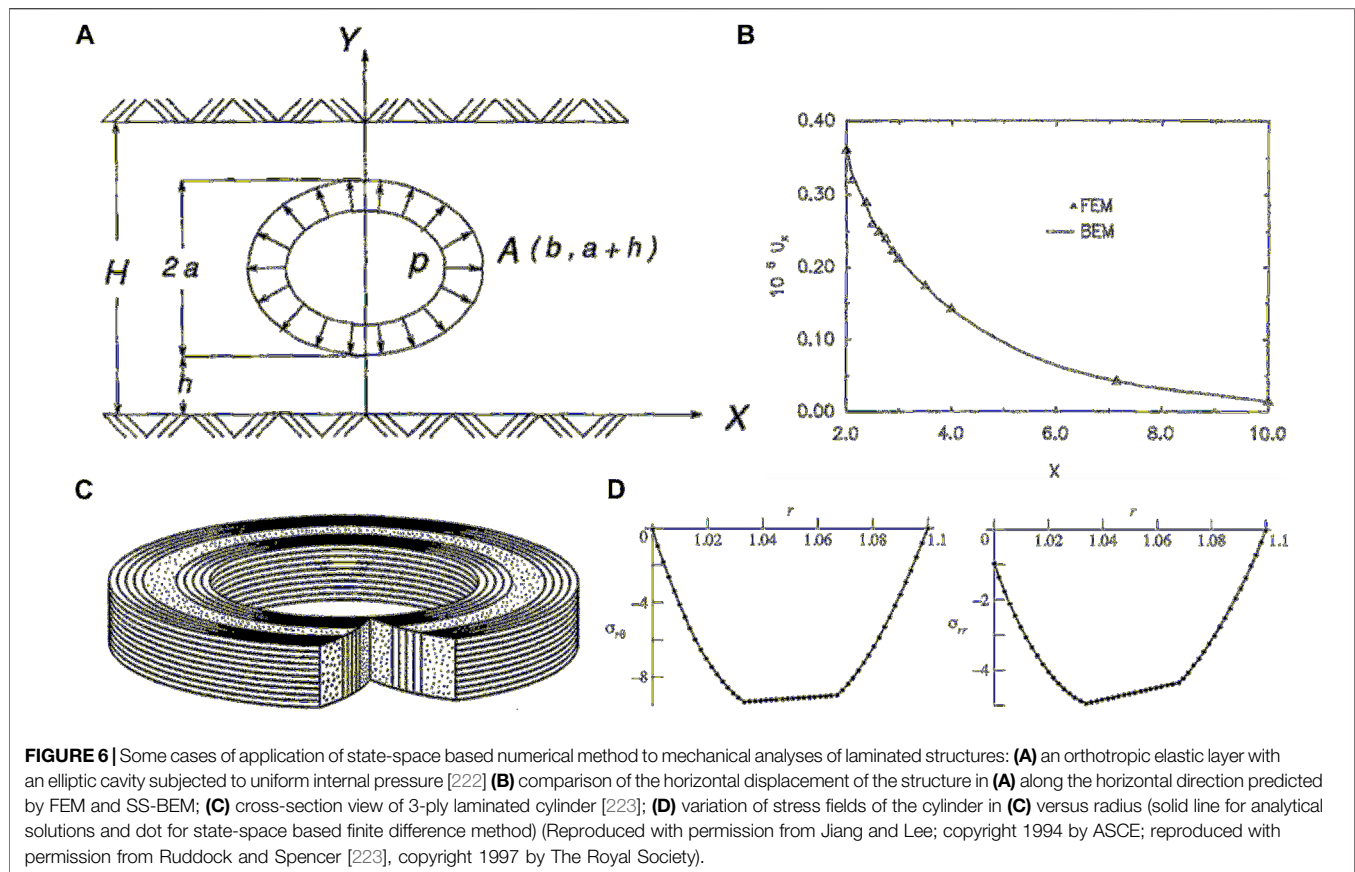 A
Y
H
2a
p
A (b, a+h)
h
X
B
0.40
0.30
0.20
0.10
0.00
FEM
BEM
2.0 4.0 6.0 8.0 10.0
X
C
D
r
0 1.02 1.04 1.06 1.08 1.1
−4
σrθ
−8
r
0 1.02 1.04 1.06 1.08 1.1
−2
σrr
−4
FIGURE 6 | Some cases of application of state-space based numerical method to mechanical analyses of laminated structures: (A) an orthotropic elastic layer with
an elliptic cavity subjected to uniform internal pressure [222] (B) comparison of the horizontal displacement of the structure in (A) along the horizontal direction predicted
by FEM and SS-BEM; (C) cross-section view of 3-ply laminated cylinder [223]; (D) variation of stress fields of the cylinder in (C) versus radius (solid line for analytical
solutions and dot for state-space based finite difference method) (Reproduced with permission from Jiang and Lee; copyright 1994 by ASCE; reproduced with
permission from Ruddock and Spencer [223], copyright 1997 by The Royal Society).